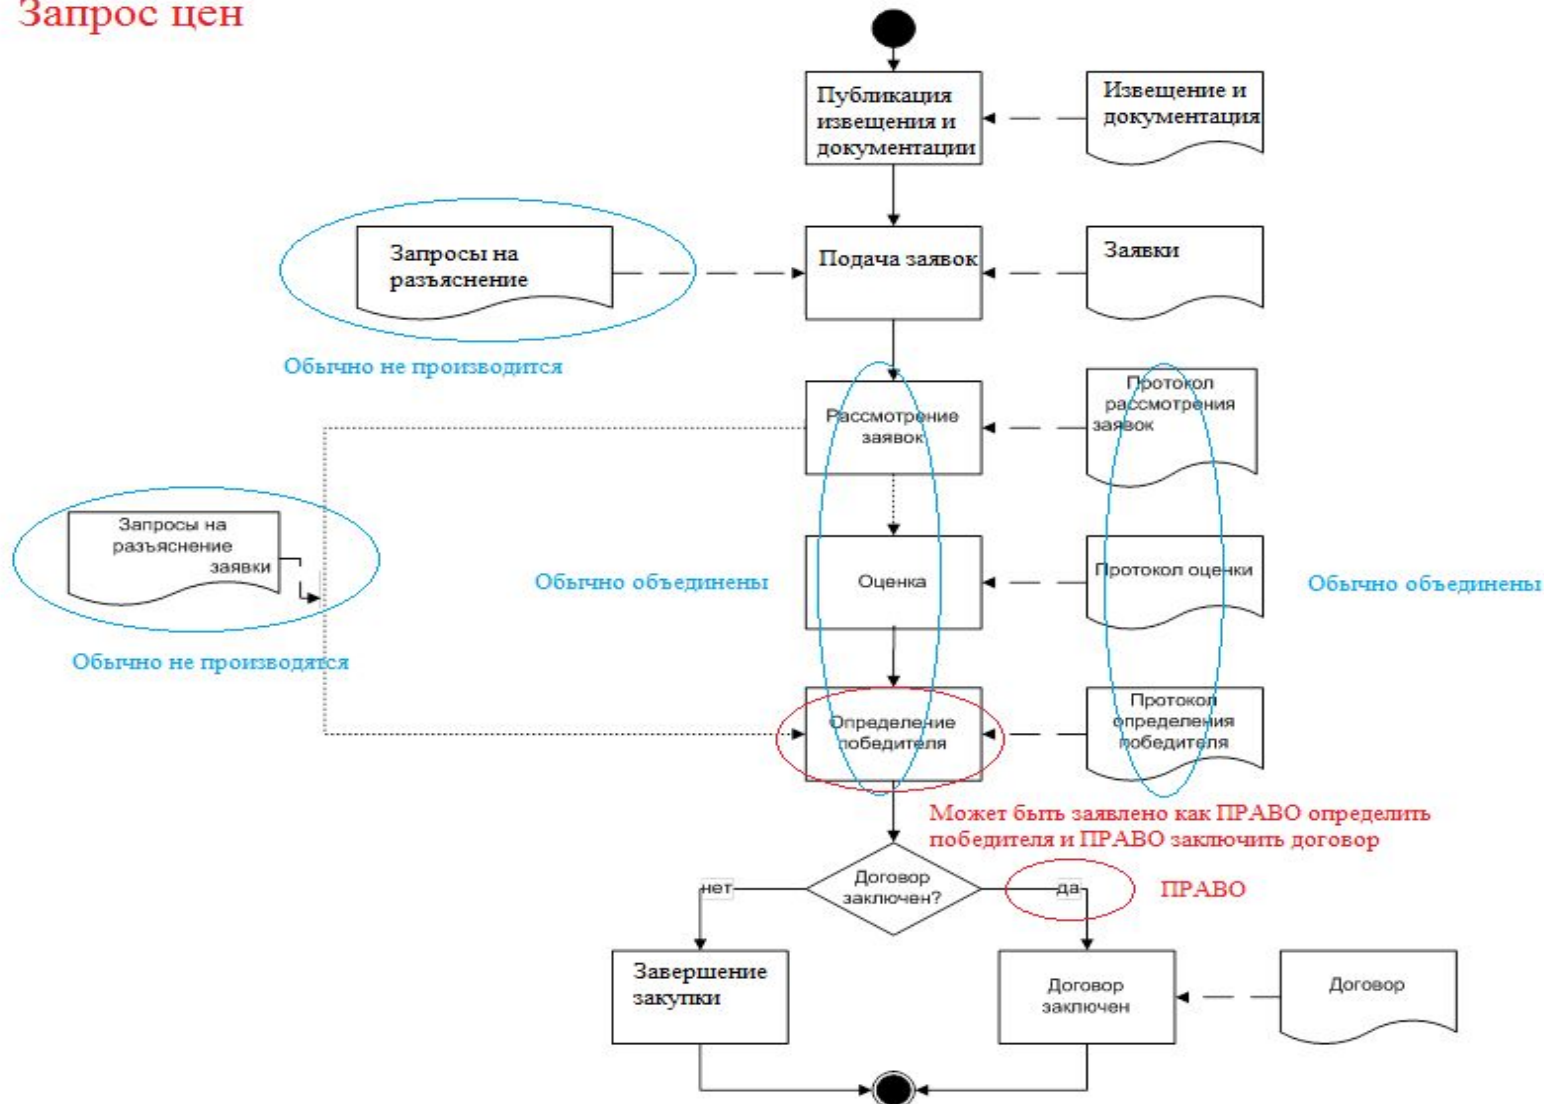 Запрос цен
Публикация
извещения и
документации
Извещение и
документация
Запросы на
разъяснение
Подача заявок
Заявки
Обычно не производится
Рассмотрение
заявок
Протокол
рассмотрения
заявок
Запросы на
разъяснение
заявки
Обычно объединены
Оценка
Протокол оценки
Обычно объединены
Обычно не производятся
Определение
победителя
Протокол
определения
победителя
Может быть заявлено как ПРАВО определить
победителя и ПРАВО заключить договор
Договор
заключен?
нет
да
ПРАВО
Завершение
закупки
Договор
заключен
Договор